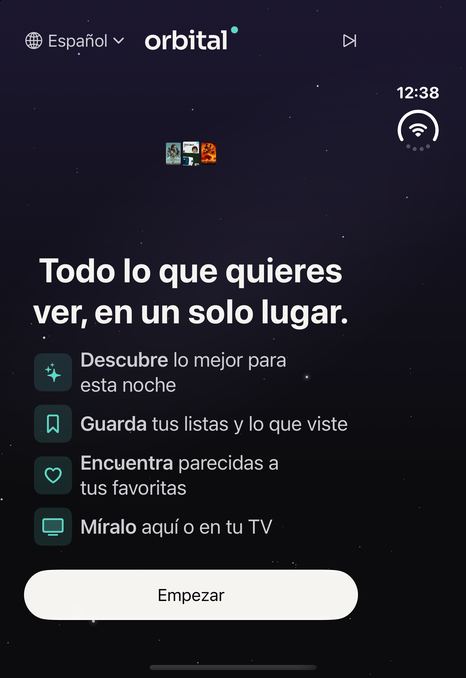 Español
orbital
12:38
Todo lo que quieres
ver, en un solo lugar.
Descubre lo mejor para
esta noche
Guarda tus listas y lo que viste
Encuentra parecidas a
tus favoritas
Míralo aquí o en tu TV
Empezar